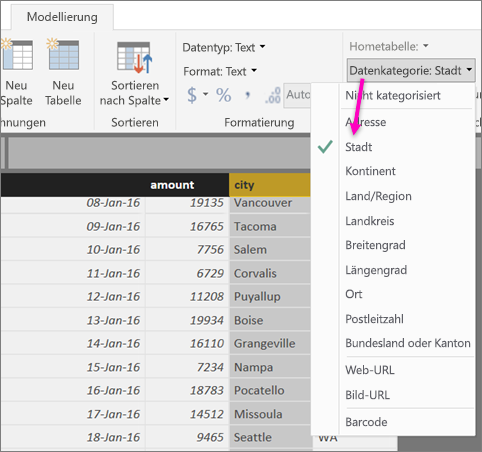 Modellierung
Neu Spalte
Neu Tabelle
Sortieren nach Spalte
Datentyp: Text
Format: Text
$ % , .00 Auto
Hometabelle:
Datenkategorie: Stadt
hnungen
Sortieren
Formatierung
Nicht kategorisiert
Adresse
Stadt
Kontinent
Land/Region
Landkreis
Breitengrad
Längengrad
Ort
Postleitzahl
Bundesland oder Kanton
Web-URL
Bild-URL
Barcode
amount city
08-Jan-16 19135 Vancouver
09-Jan-16 16765 Tacoma
10-Jan-16 7756 Salem
11-Jan-16 6729 Corvalis
12-Jan-16 11208 Puyallup
13-Jan-16 19934 Boise
14-Jan-16 16110 Grangeville
15-Jan-16 7234 Nampa
16-Jan-16 18783 Pocatello
17-Jan-16 14512 Missoula
18-Jan-16 9465 Seattle WA